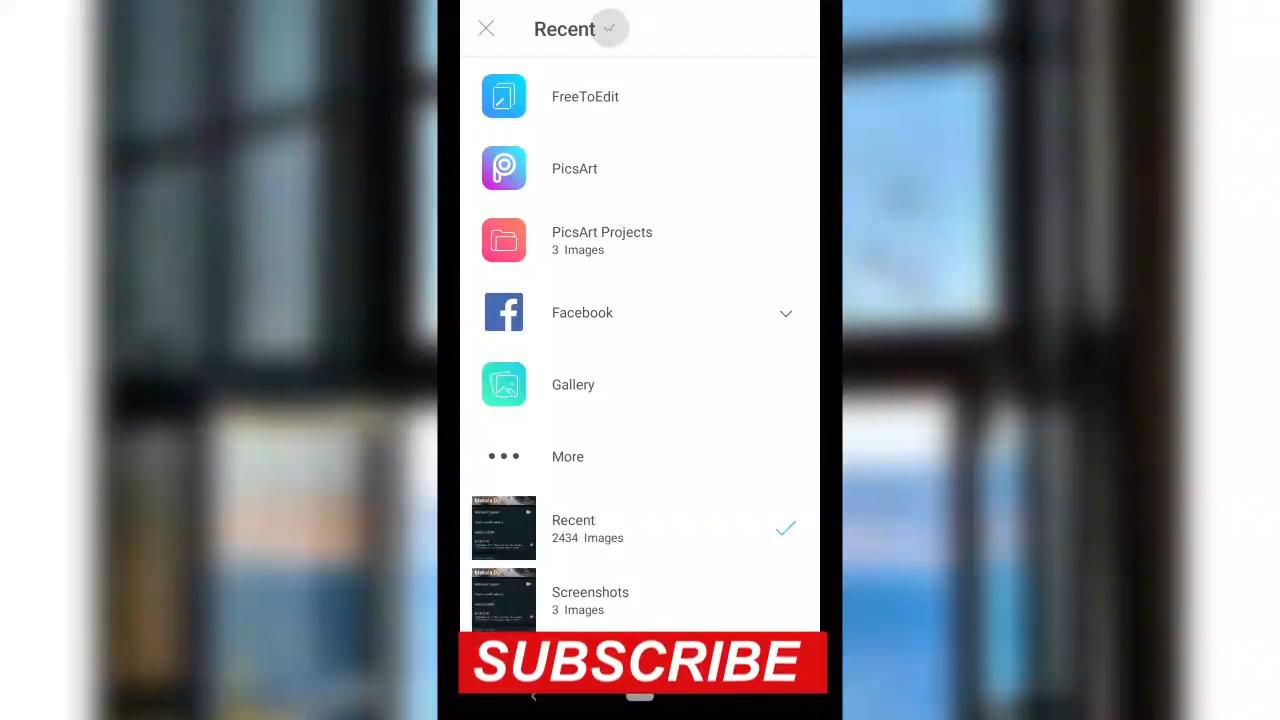 Recent
FreeToEdit
PicsArt
PicsArt Projects
3 Images
Facebook
Gallery
More
Recent
2434 Images
Screenshots
3 Images
SUBSCRIBE